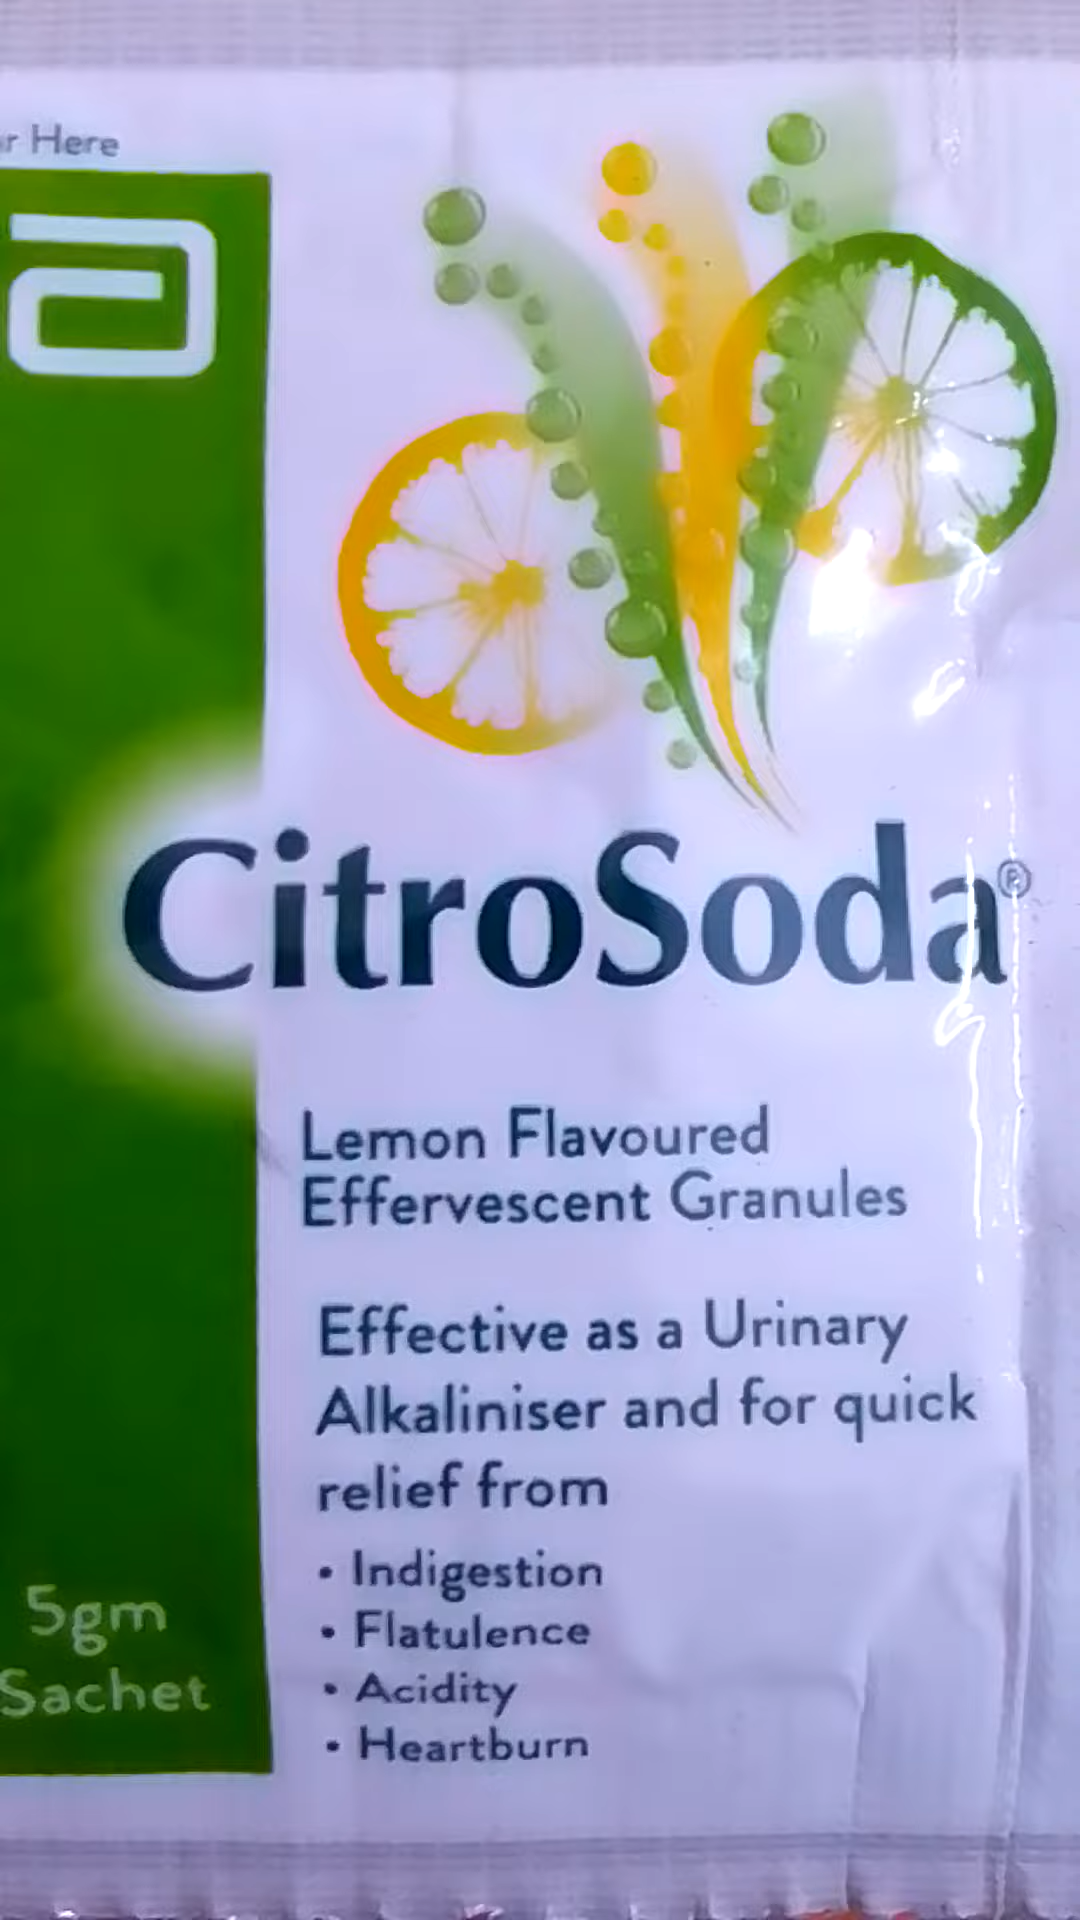 Here
CitroSoda®
Lemon Flavoured
Effervescent Granules
Effective as a Urinary
Alkaliniser and for quick
relief from
• Indigestion
• Flatulence
• Acidity
• Heartburn
5gm
Sachet